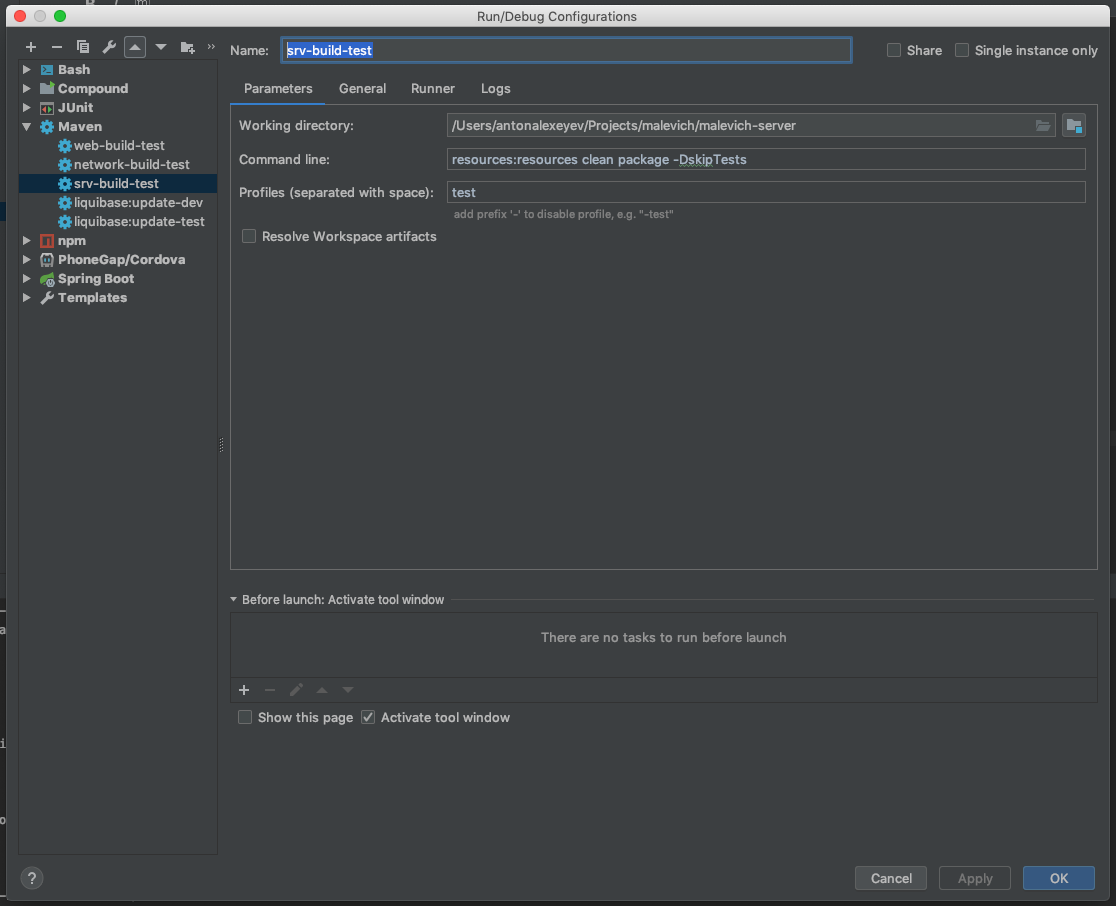 Run/Debug Configurations
Name: srv-build-test
Share
Single instance only
Bash
Compound
JUnit
Maven
web-build-test
network-build-test
srv-build-test
liquibase:update-dev
liquibase:update-test
npm
PhoneGap/Cordova
Spring Boot
Templates
Parameters General Runner Logs
Working directory: /Users/antonalexeyev/Projects/malevich/malevich-server
Command line: resources:resources clean package -DskipTests
Profiles (separated with space): test
add prefix '-' to disable profile, e.g. "-test"
Resolve Workspace artifacts
Before launch: Activate tool window
There are no tasks to run before launch
Show this page Activate tool window
?
Cancel Apply OK